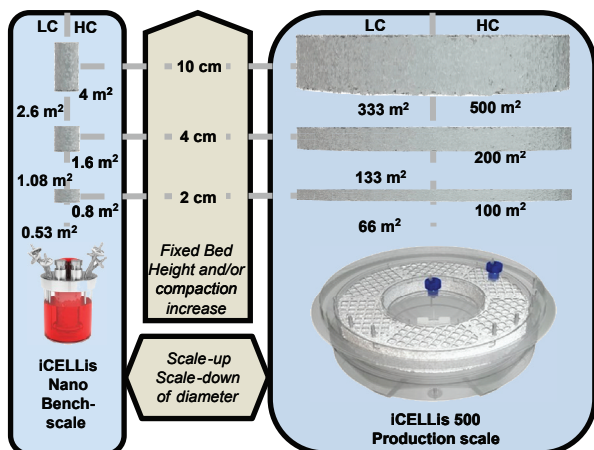 LC HC
4 m²
2.6 m²
1.6 m²
1.08 m²
0.8 m²
0.53 m²
iCELLis
Nano
Bench-
scale
10 cm
4 cm
2 cm
Fixed Bed
Height and/or
compaction
increase
Scale-up
Scale-down
of diameter
LC HC
333 m² 500 m²
200 m²
133 m²
100 m²
66 m²
iCELLis 500
Production scale